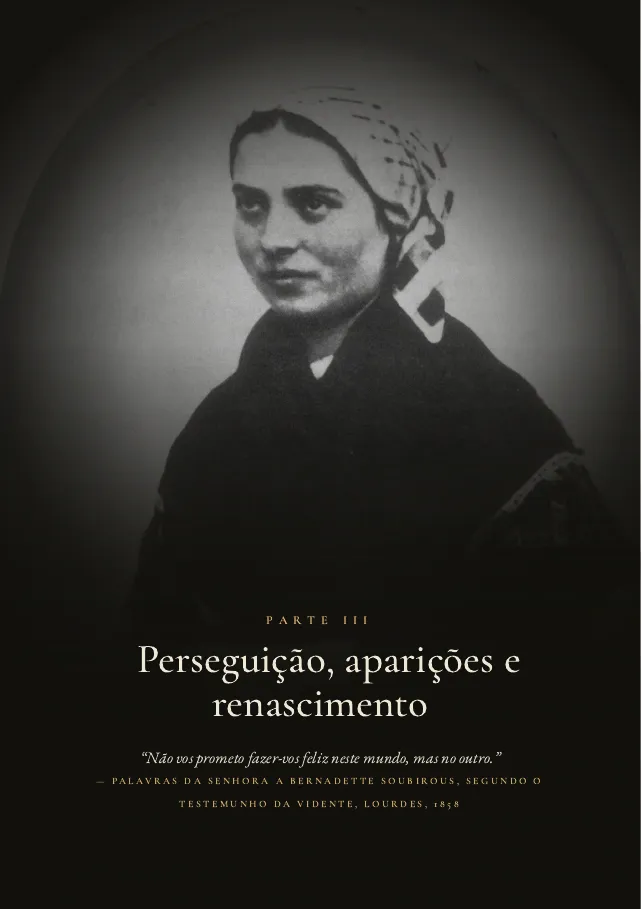 PARTE III
Perseguição, aparições e
renascimento
“Não vos prometo fazer-vos feliz neste mundo, mas no outro.”
— PALAVRAS DA SENHORA A BERNADETTE SOUBIROUS, SEGUNDO O
TESTEMUNHO DA VIDENTE, LOURDES, 1858